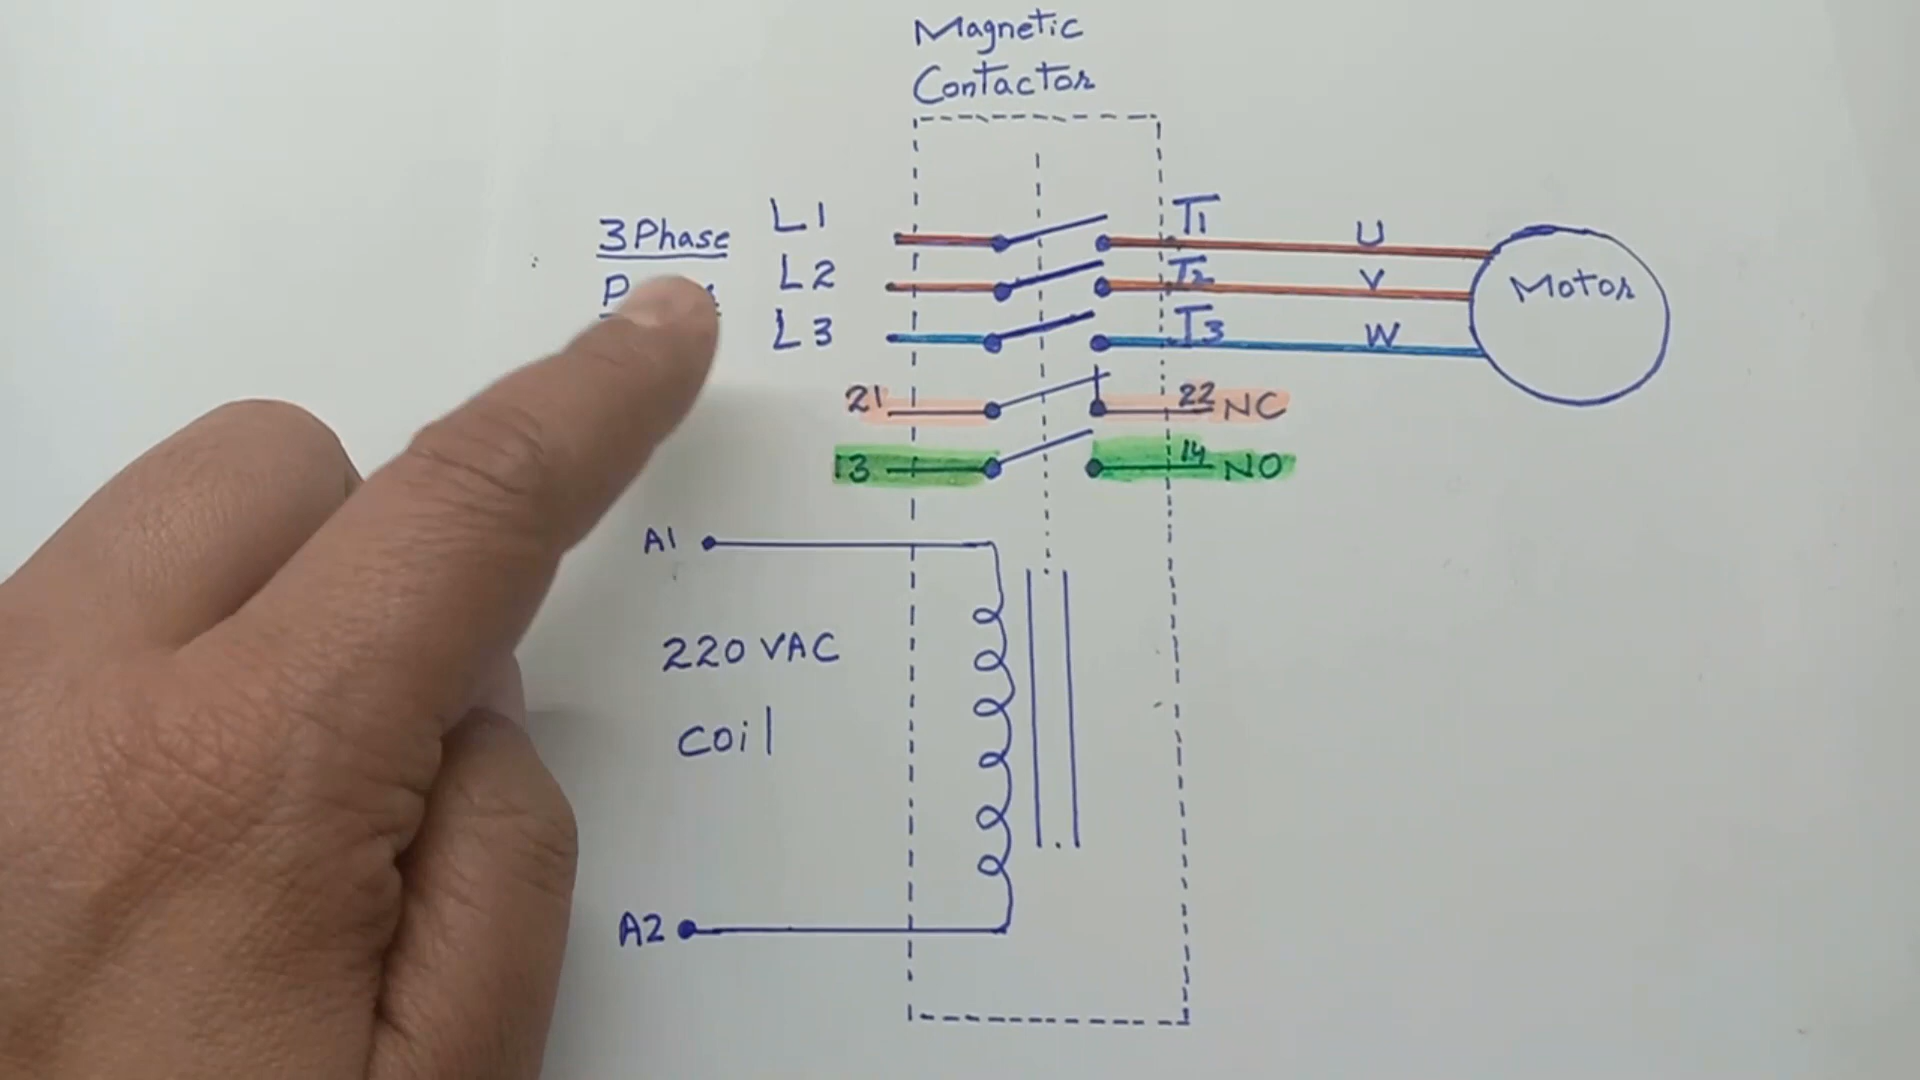 Magnetic
Contactor
3 Phase
L1
T1
U
L2
T2
V
Motor
L3
T3
W
21
22 NC
13
14 NO
A1
220 VAC
Coil
A2